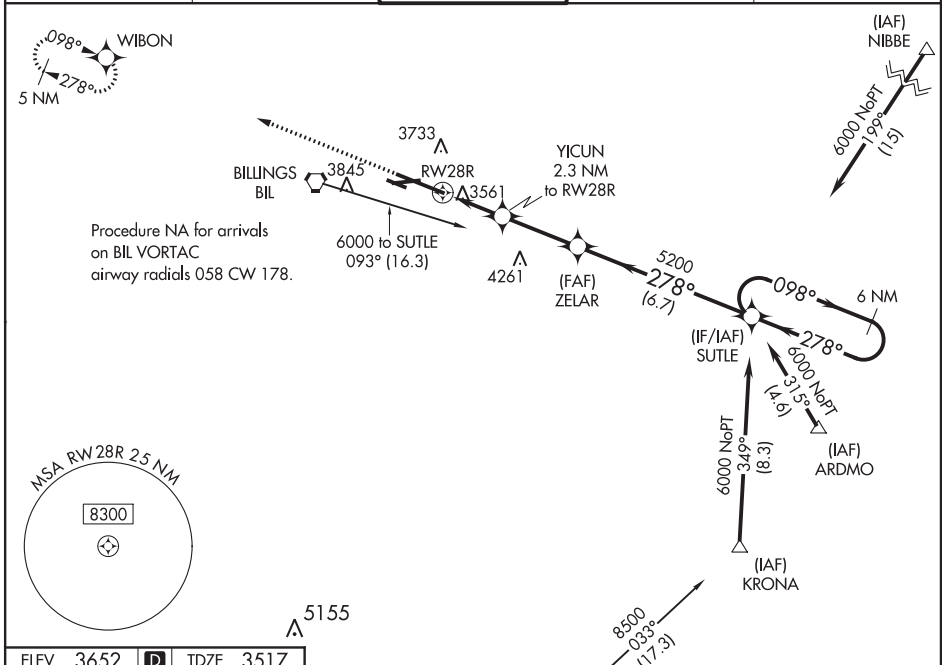 098°
WIBON
278°
5 NM
(IAF)
NIBBE
6000 NoPT
199°
(15)
3733
BILLINGS
BIL
3845
RW28R
3561
YICUN
2.3 NM
to RW28R
Procedure NA for arrivals
on BIL VORTAC
airway radials 058 CW 178.
6000 to SUTLE
093° (16.3)
4261
(FAF)
ZELAR
5200
278°
(6.7)
098°
6 NM
278°
(IF/IAF)
SUTLE
6000 NoPT
315°
(4.6)
(IAF)
ARDMO
6000 NoPT
349°
(8.3)
(IAF)
KRONA
MSA RW28R 25 NM
8300
5155
8500
033°
(17.3)
ELEV 3652 D TDZE 3517